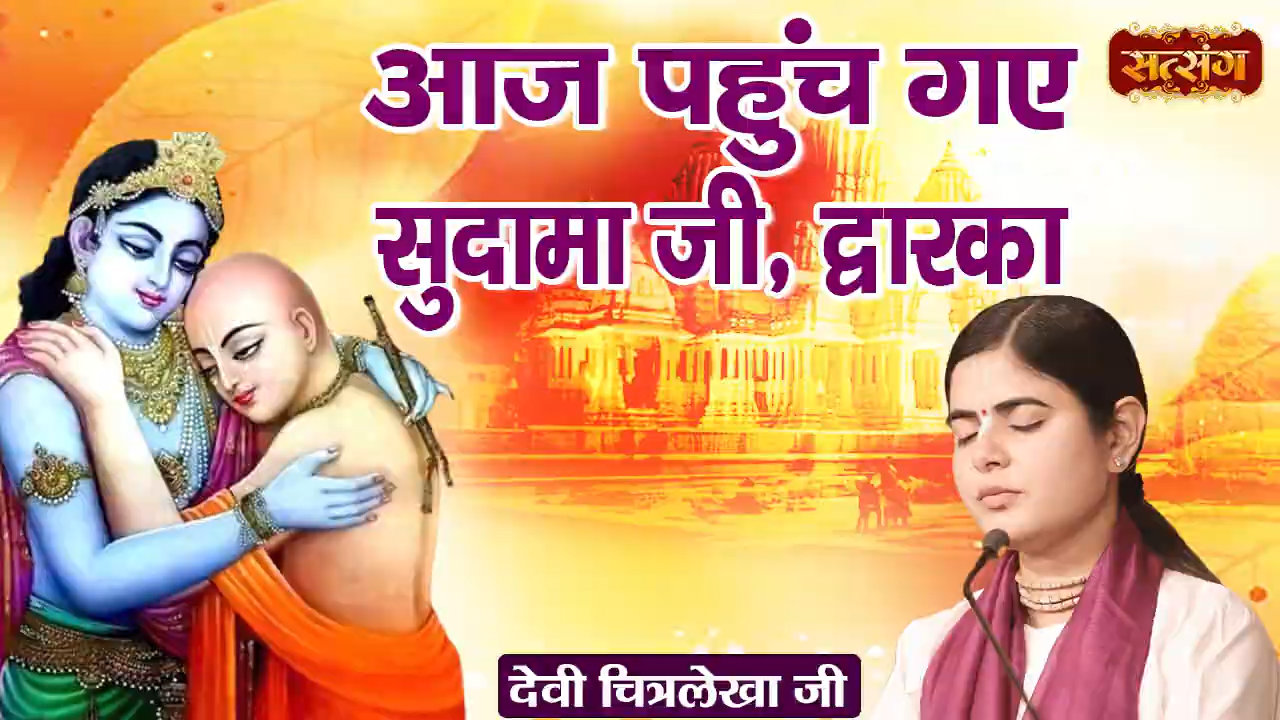 आज पहुंच गए
सत्संग
सुदामा जी, द्वारका
देवी चित्रलेखा जी